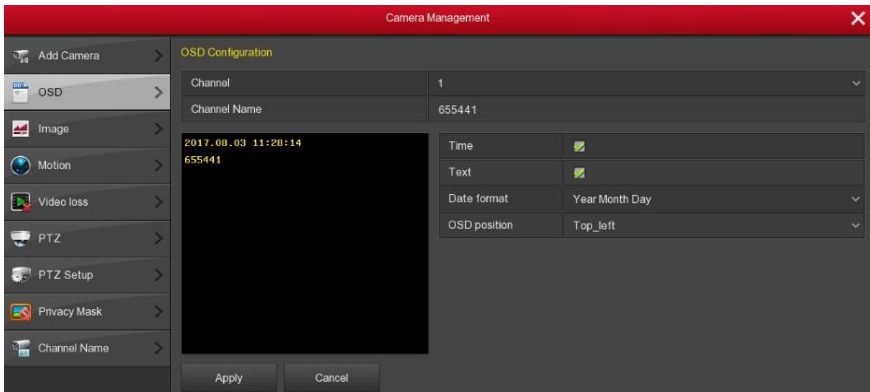 Camera Management
Add Camera
OSD
Image
Motion
Video loss
PTZ
PTZ Setup
Privacy Mask
Channel Name
OSD Configuration
Channel 1
Channel Name 655441
2017.08.03 11:28:14
655441
Time
Text
Date format Year Month Day
OSD position Top_left
Apply Cancel